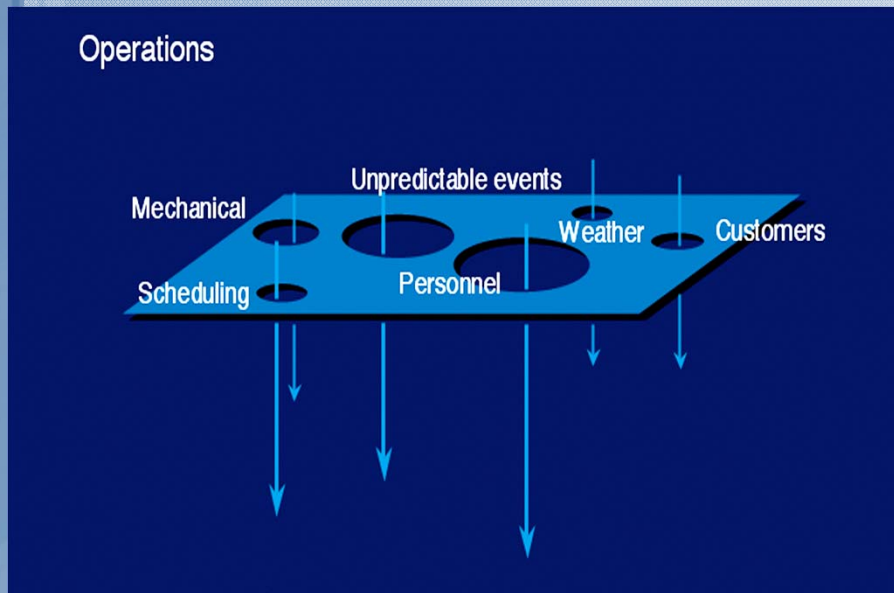 Operations
Unpredictable events
Mechanical
Weather
Customers
Scheduling
Personnel